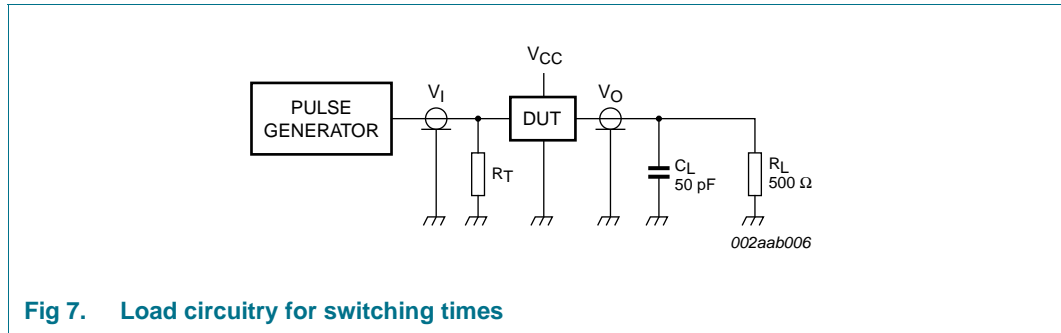 VCC
VI
VO
PULSE
GENERATOR
DUT
RT
CL
50 pF
RL
500 Ω
002aab006
Fig 7. Load circuitry for switching times